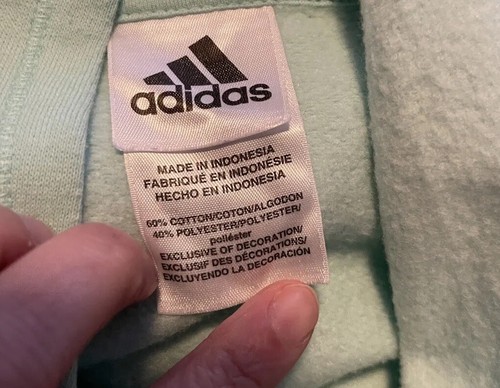 adidas
MADE IN INDONESIA
FABRIQUÉ EN INDONÉSIE
HECHO EN INDONESIA
60% COTTON/COTON/ALGODON
40% POLYESTER/POLYESTER/
poliéster
EXCLUSIVE OF DECORATION/
EXCLUSIF DES DÉCORATIONS/
EXCLUYENDO LA DECORACIÓN